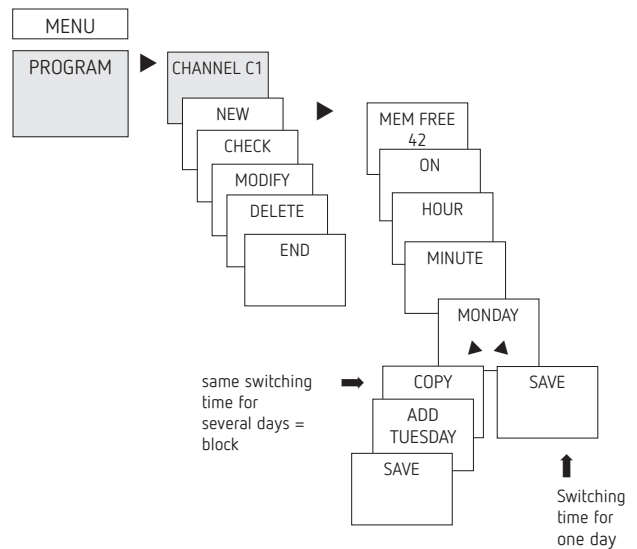 MENU
PROGRAM
CHANNEL C1
NEW
CHECK
MODIFY
DELETE
END
MEM FREE
42
ON
HOUR
MINUTE
MONDAY
same switching
time for
several days =
block
COPY
ADD
TUESDAY
SAVE
SAVE
Switching
time for
one day